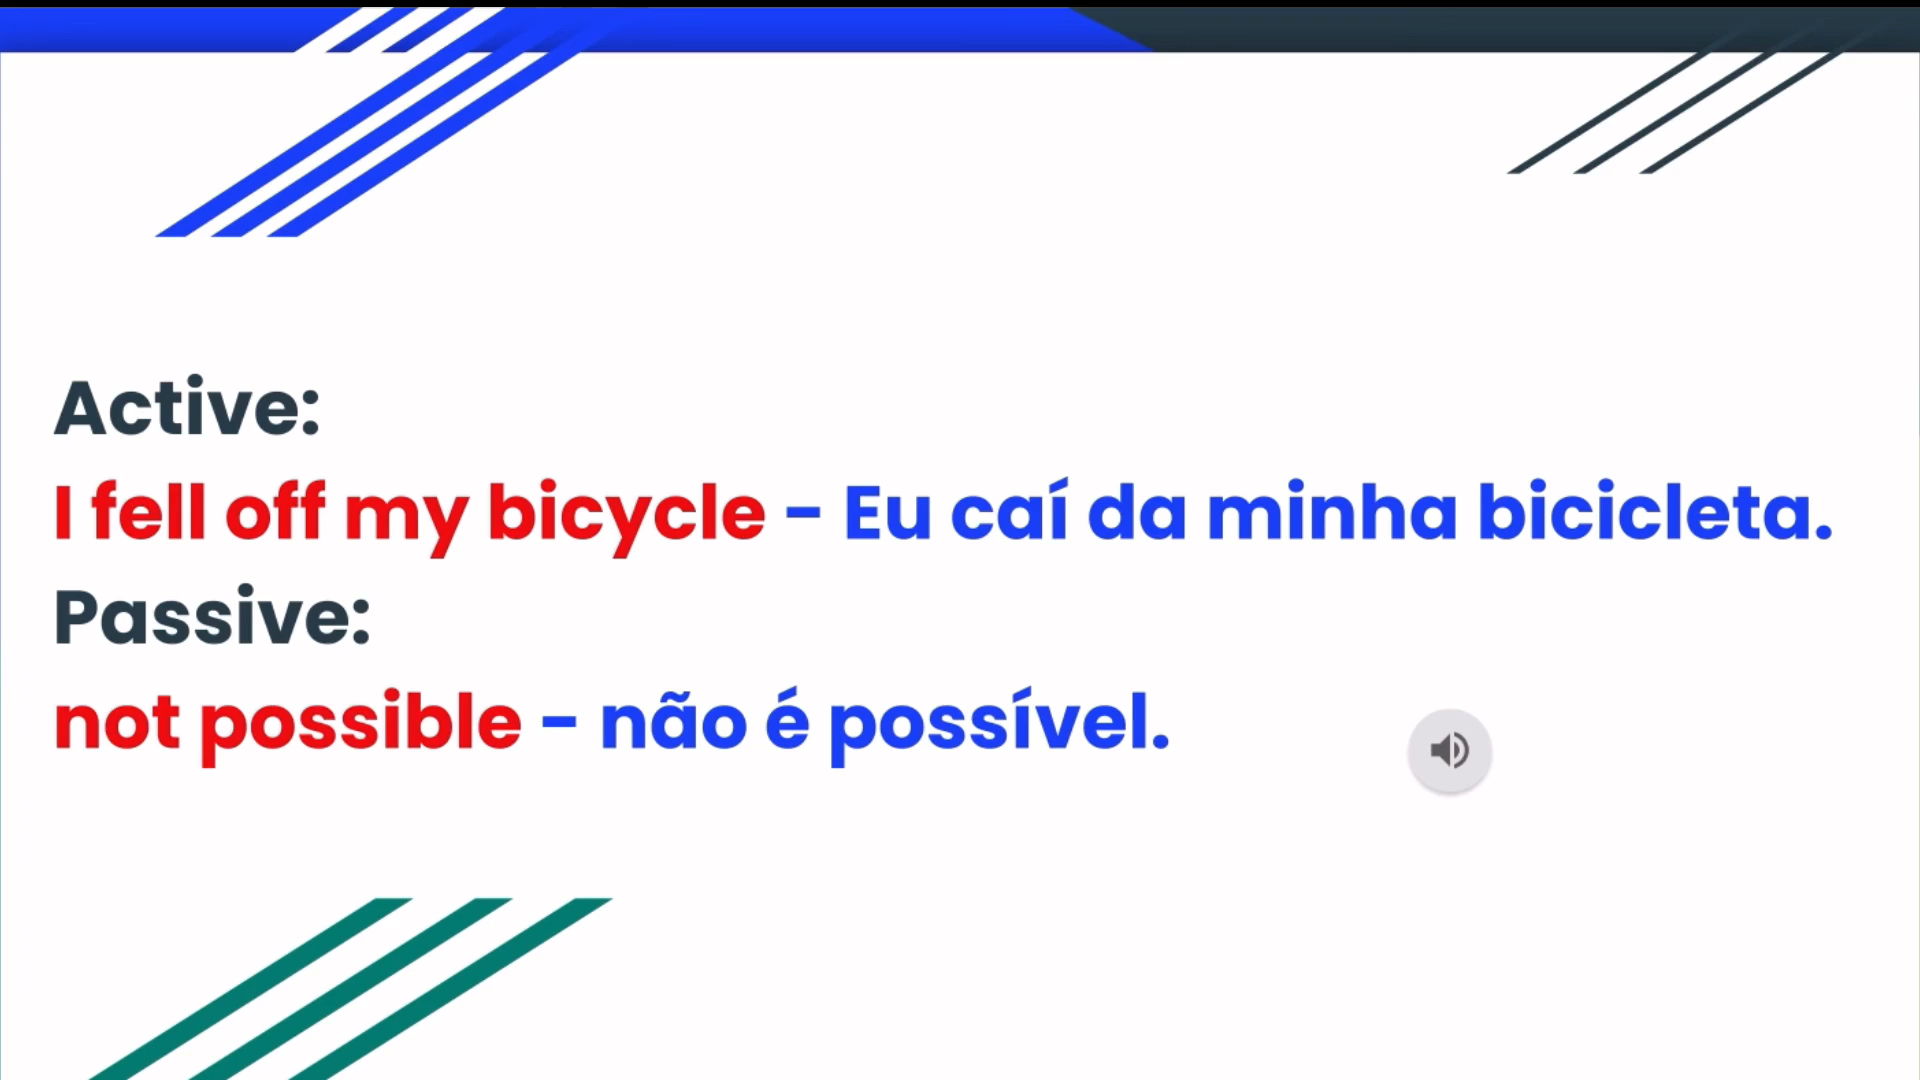 Active:
I fell off my bicycle - Eu caí da minha bicicleta.
Passive:
not possible - não é possível.